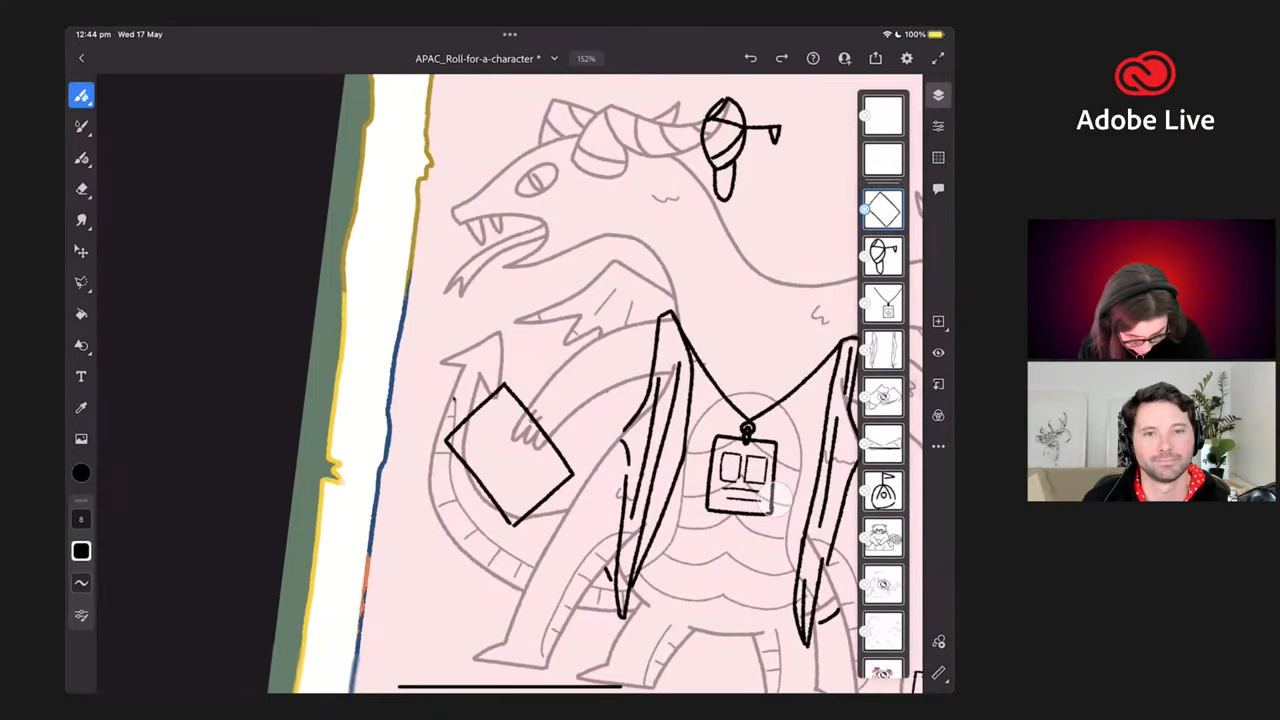 12:44 pm Wed 17 May
100%
APAC_Roll-for-a-character *
152%
T
8
Adobe Live